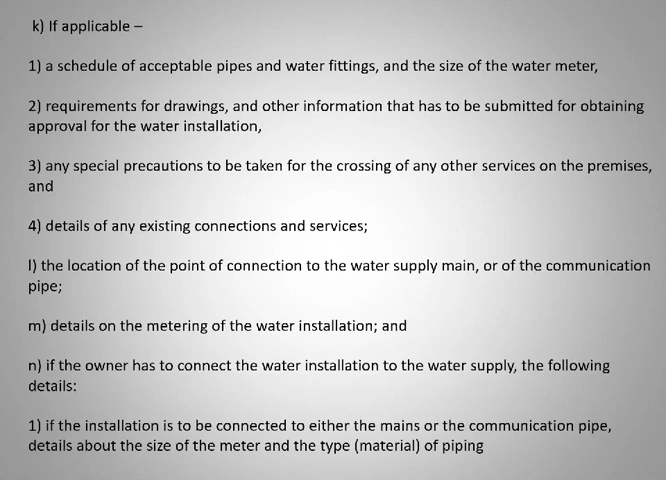 k) If applicable –
1) a schedule of acceptable pipes and water fittings, and the size of the water meter,
2) requirements for drawings, and other information that has to be submitted for obtaining
approval for the water installation,
3) any special precautions to be taken for the crossing of any other services on the premises,
and
4) details of any existing connections and services;
l) the location of the point of connection to the water supply main, or of the communication
pipe;
m) details on the metering of the water installation; and
n) if the owner has to connect the water installation to the water supply, the following
details:
1) if the installation is to be connected to either the mains or the communication pipe,
details about the size of the meter and the type (material) of piping